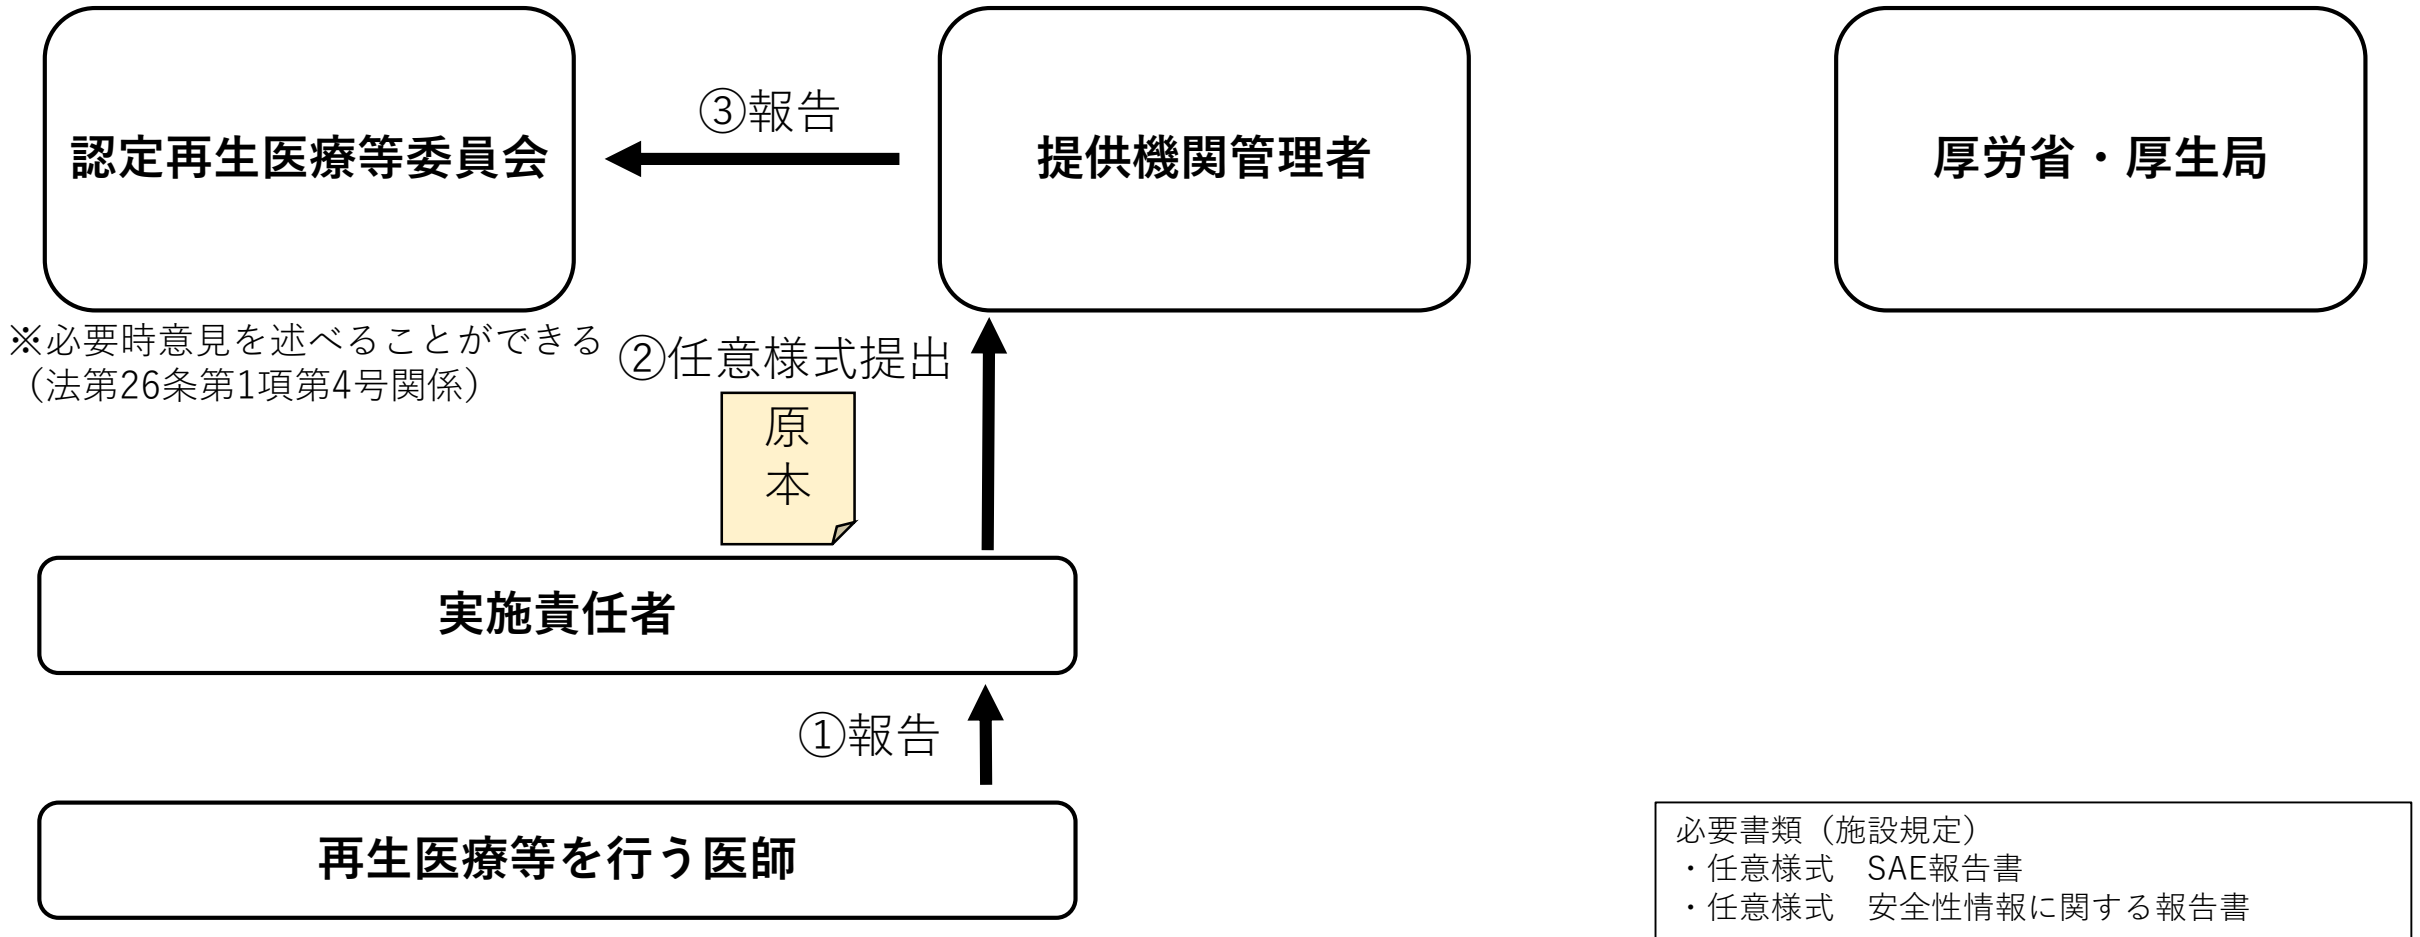 認定再生医療等委員会
③報告
提供機関管理者
厚労省・厚生局
※必要時意見を述べることができる
（法第26条第1項第4号関係）
②任意様式提出
原
本
実施責任者
①報告
再生医療等を行う医師
必要書類（施設規定）
・任意様式　SAE報告書
・任意様式　安全性情報に関する報告書